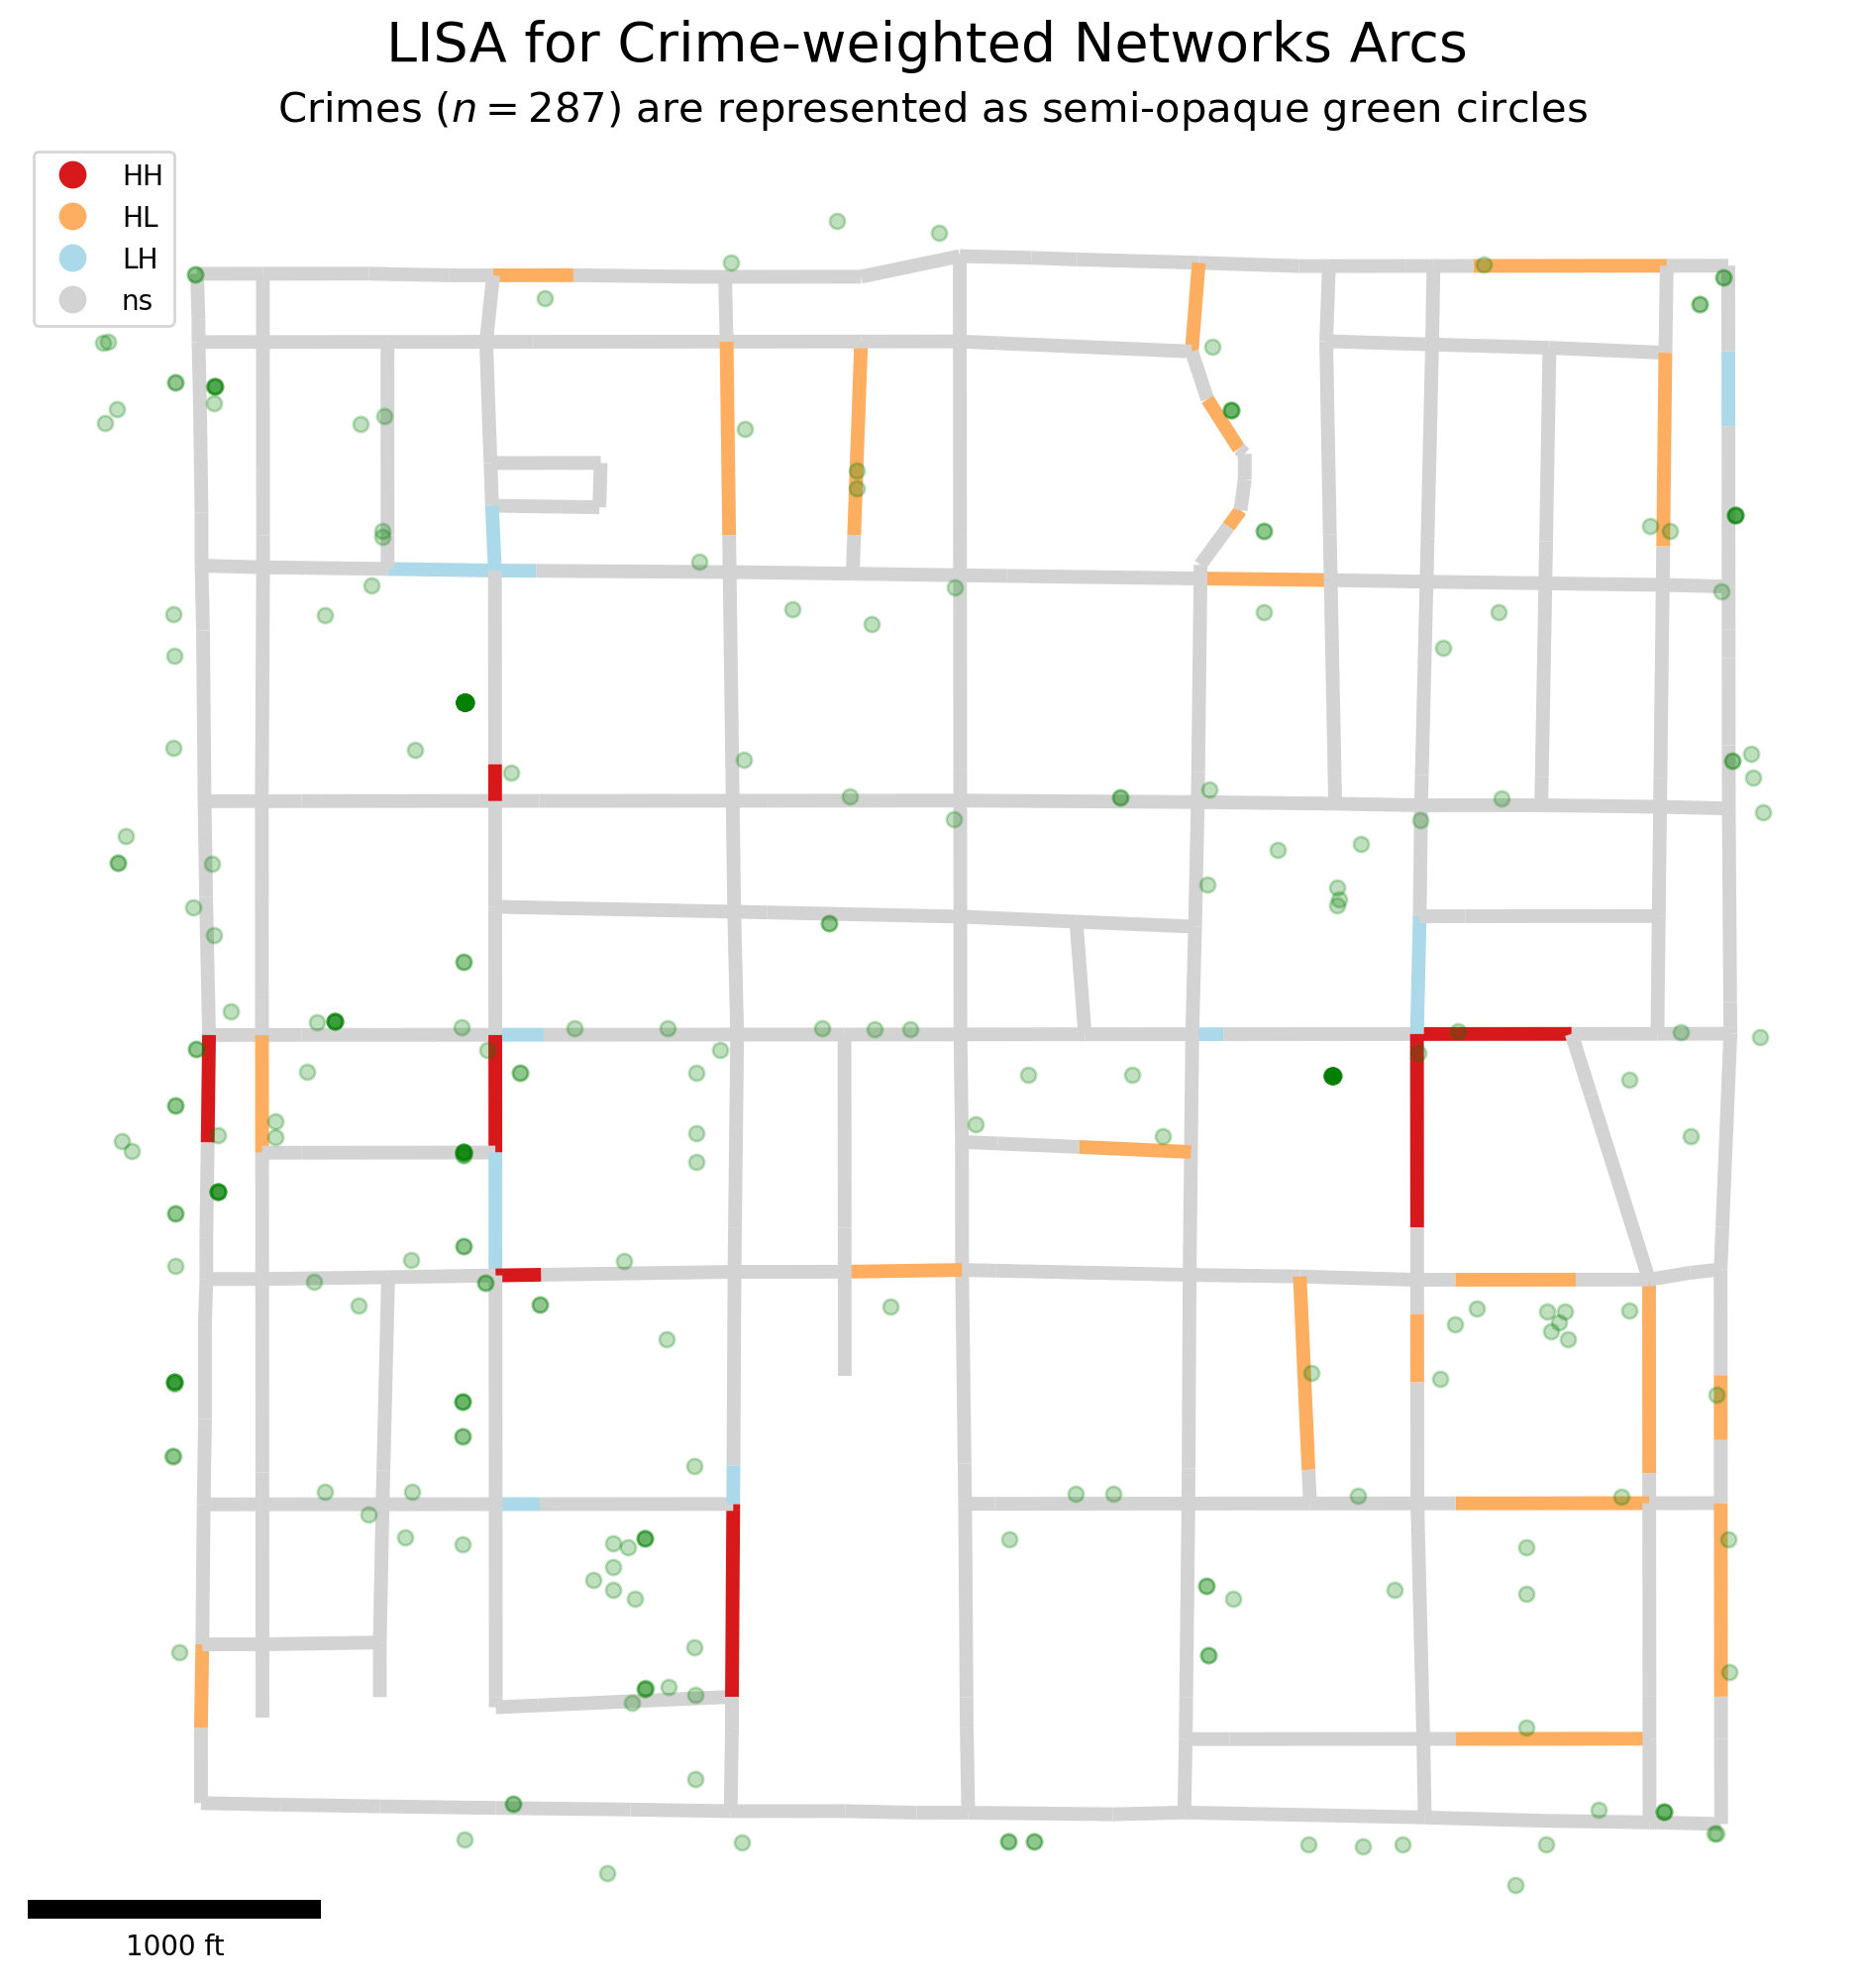 LISA for Crime-weighted Networks Arcs
Crimes (n = 287) are represented as semi-opaque green circles
HH
HL
LH
ns
1000 ft